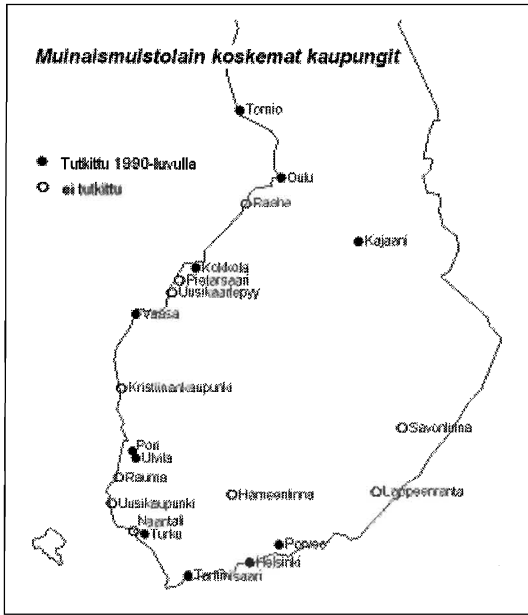 Muinaismuistolain koskemat kaupungit
Tornio
Tutkittu 1990-luvulla
Oulu
ei tutkittu
Raahe
Kajaani
Kokkola
Pietarsaari
Uusikaarlepyy
Vaasa
Kristiinankaupunki
Savonlinna
Pori
Ulvila
Rauma
Hämeenlinna
Lappeenranta
Uusikaupunki
Naantali
Turku
Porvoo
Helsinki